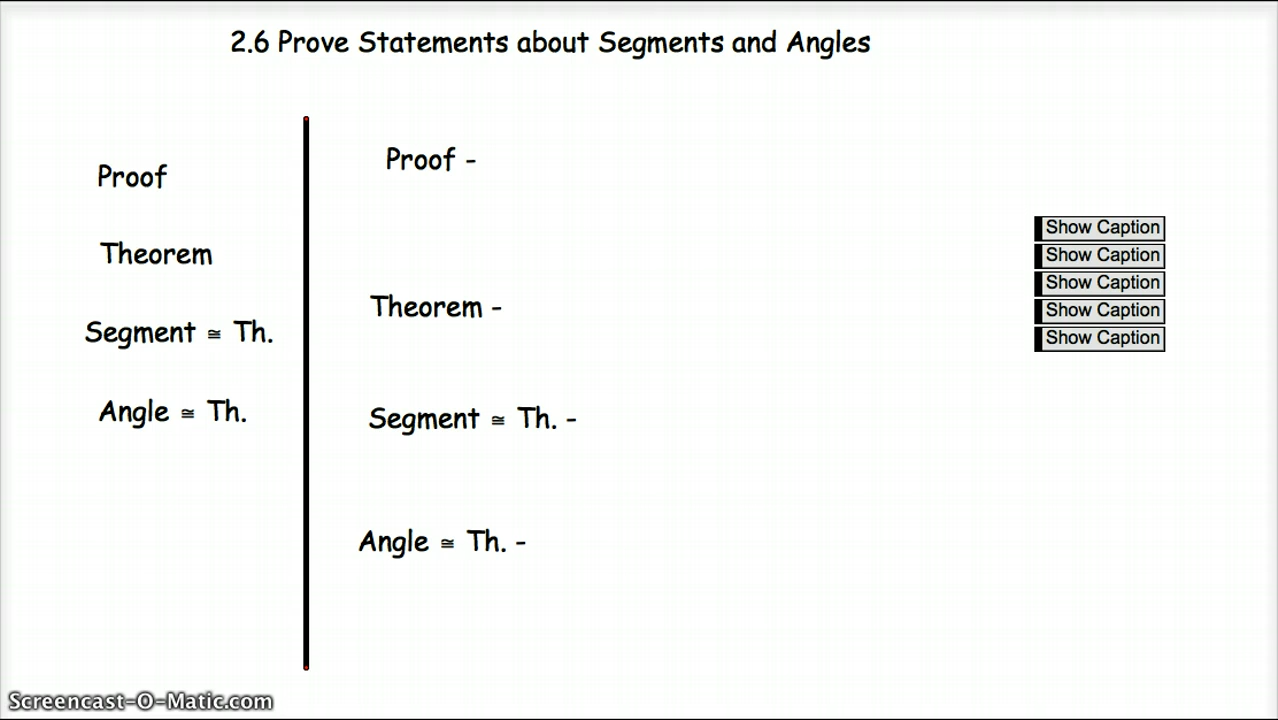 2.6 Prove Statements about Segments and Angles
Proof
Theorem
Segment ≅ Th.
Angle ≅ Th.
Proof -
Theorem -
Segment ≅ Th. -
Angle ≅ Th. -
Show Caption
Show Caption
Show Caption
Show Caption
Show Caption
Screencast-O-Matic.com